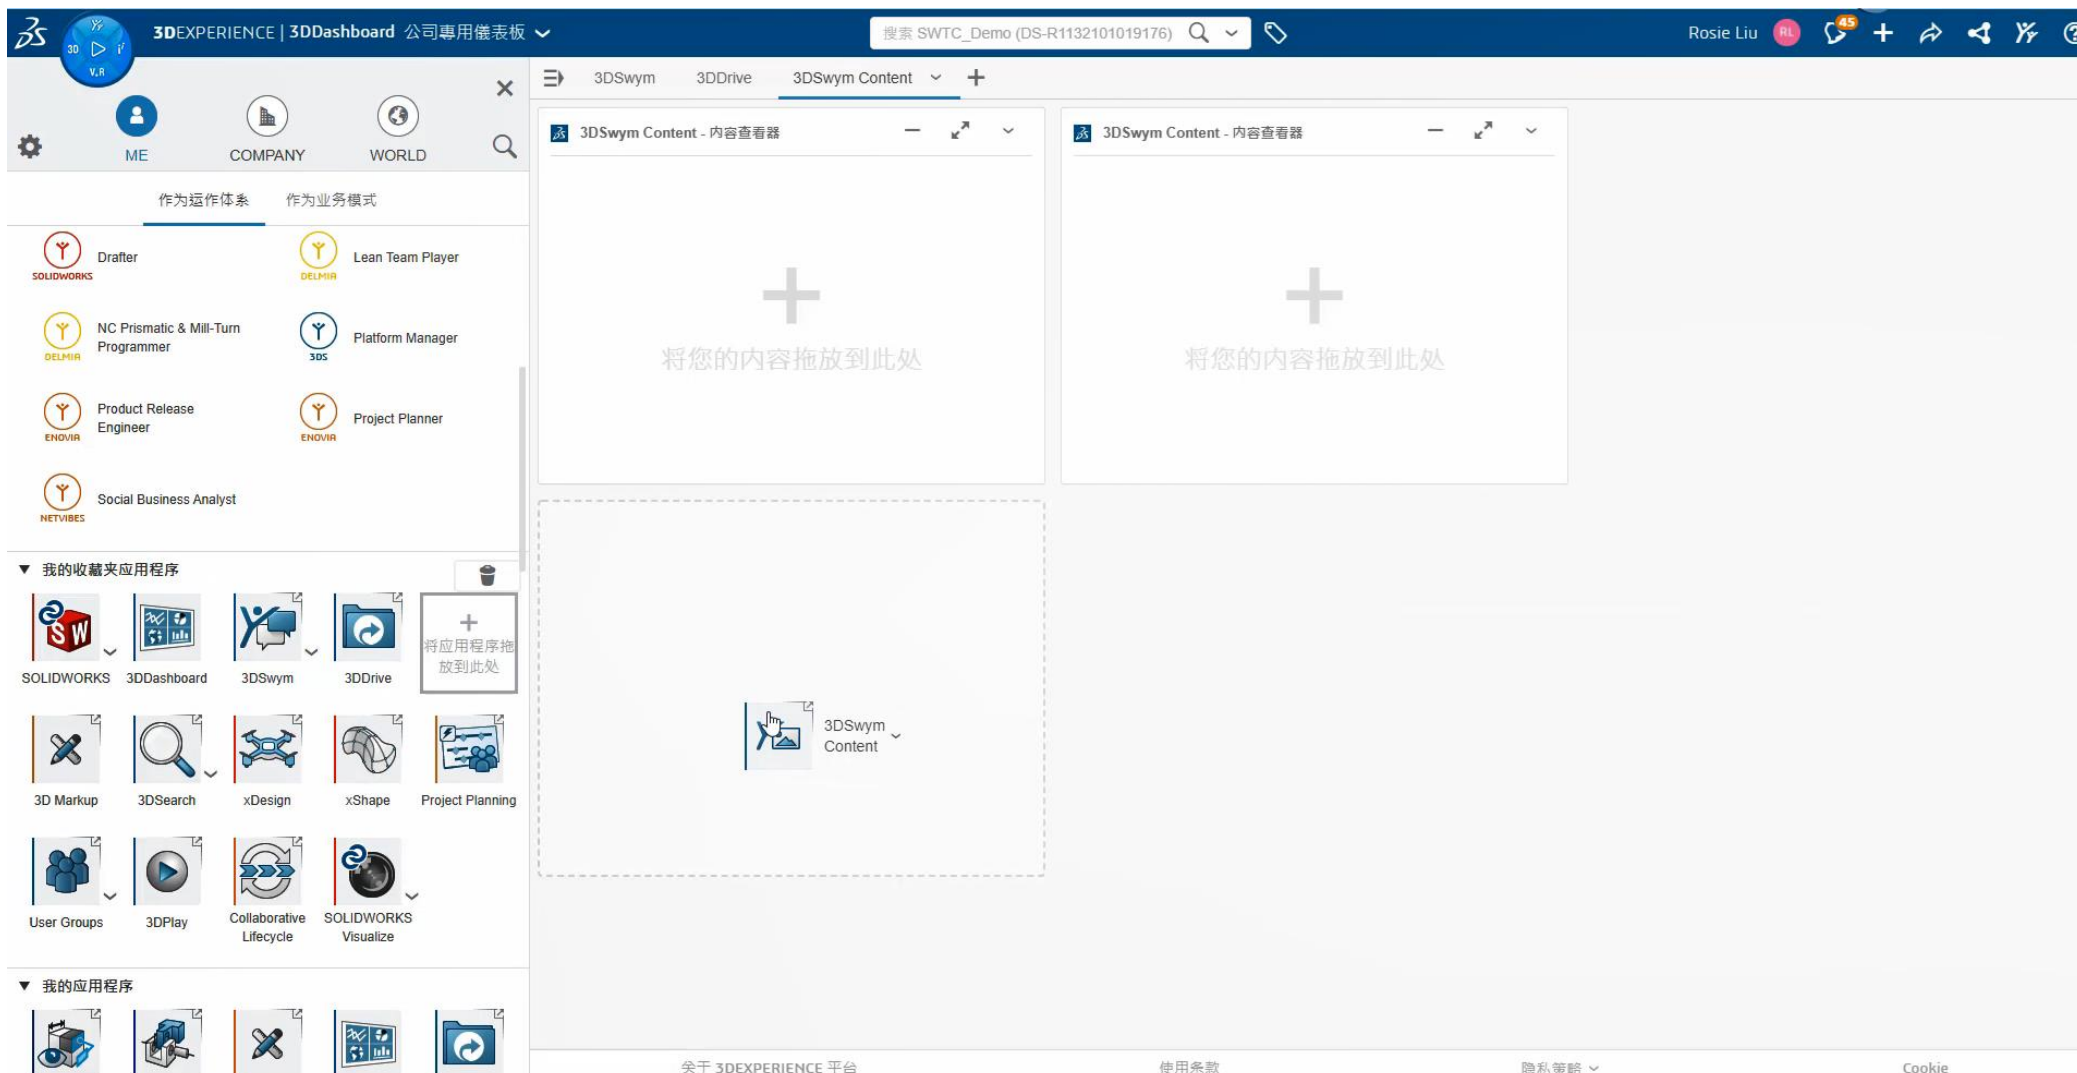 3DEXPERIENCE | 3DDashboard 公司專用儀表板
搜索 SWTC_Demo (DS-R1132101019176)
Rosie Liu
RL
45
3D
V.R
ME
COMPANY
WORLD
作为运作体系
作为业务模式
Drafter
SOLIDWORKS
Lean Team Player
DELMIA
NC Prismatic & Mill-Turn
Programmer
DELMIA
Platform Manager
3DS
Product Release
Engineer
ENOVIA
Project Planner
ENOVIA
Social Business Analyst
NETVIBES
我的收藏夹应用程序
SW
SOLIDWORKS
3DDashboard
3DSwym
3DDrive
将应用程序拖
放到此处
3D Markup
3DSearch
xDesign
xShape
Project Planning
User Groups
3DPlay
Collaborative
Lifecycle
SOLIDWORKS
Visualize
我的应用程序
3DSwym
3DDrive
3DSwym Content
3DSwym Content - 内容查看器
将您的内容拖放到此处
3DSwym Content - 内容查看器
将您的内容拖放到此处
3DSwym
Content
关于 3DEXPERIENCE 平台
使用条款
隐私策略
Cookie